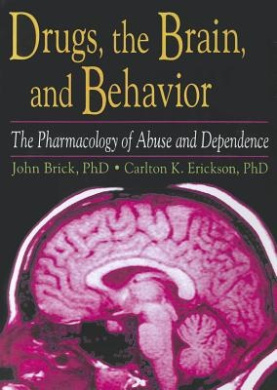 Drugs, the Brain,
and Behavior
The Pharmacology of Abuse and Dependence
John Brick, PhD • Carlton K. Erickson, PhD